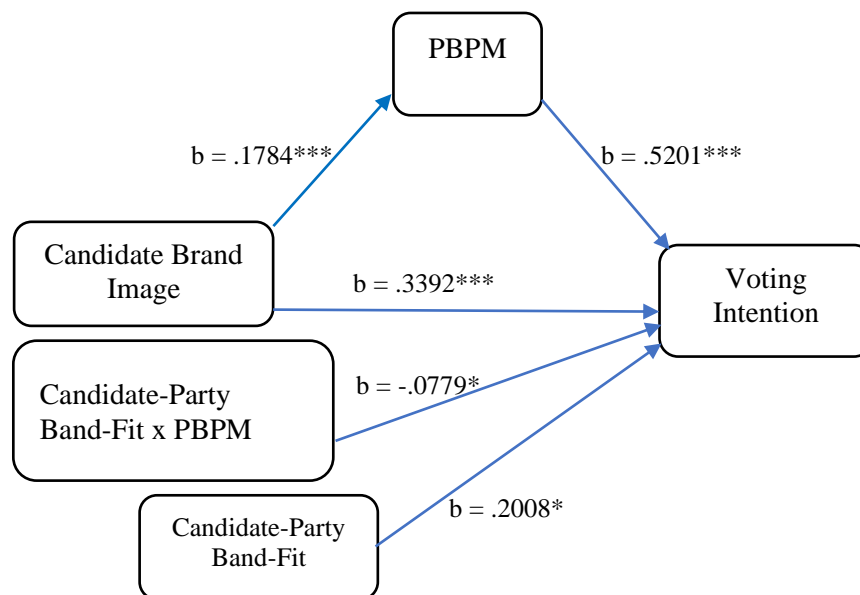 PBPM
b = .1784***
b = .5201***
Candidate Brand
Image
b = .3392***
Voting
Intention
Candidate-Party
Band-Fit x PBPM
b = -.0779*
Candidate-Party
Band-Fit
b = .2008*